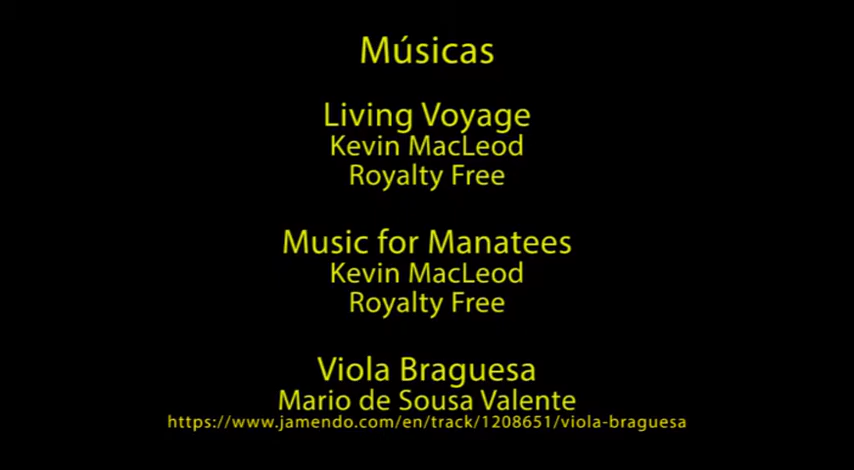 Músicas
Living Voyage
Kevin MacLeod
Royalty Free
Music for Manatees
Kevin MacLeod
Royalty Free
Viola Braguesa
Mario de Sousa Valente
https://www.jamendo.com/en/track/1208651/viola-braguesa